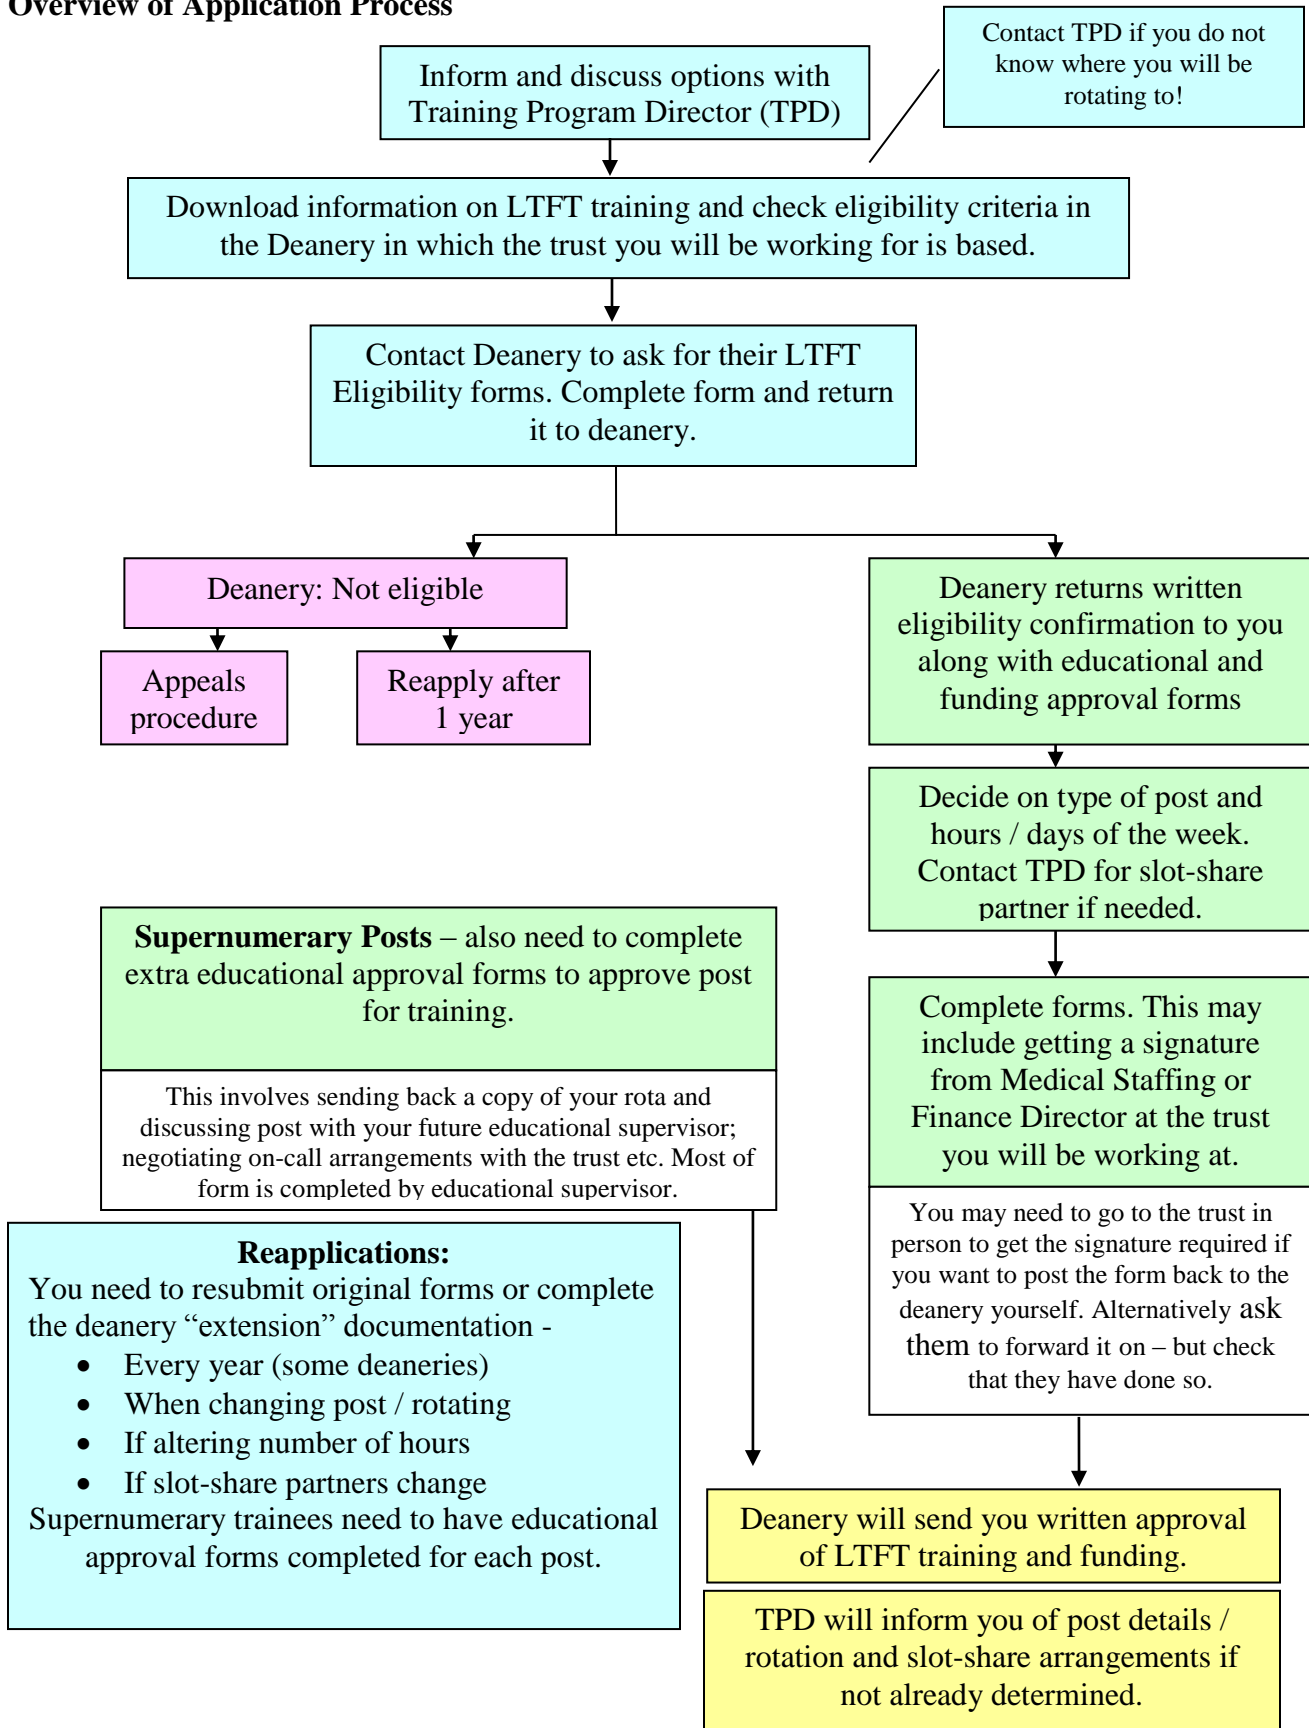 Overview of Application Process
Contact TPD if you do not
know where you will be
rotating to!
Inform and discuss options with
Training Program Director (TPD)
Download information on LTFT training and check eligibility criteria in
the Deanery in which the trust you will be working for is based.
Contact Deanery to ask for their LTFT
Eligibility forms. Complete form and return
it to deanery.
Deanery: Not eligible
Appeals
procedure
Reapply after
1 year
Deanery returns written
eligibility confirmation to you
along with educational and
funding approval forms
Decide on type of post and
hours / days of the week.
Contact TPD for slot-share
partner if needed.
Supernumerary Posts – also need to complete
extra educational approval forms to approve post
for training.
This involves sending back a copy of your rota and
discussing post with your future educational supervisor;
negotiating on-call arrangements with the trust etc. Most of
form is completed by educational supervisor.
Complete forms. This may
include getting a signature
from Medical Staffing or
Finance Director at the trust
you will be working at.
You may need to go to the trust in
person to get the signature required if
you want to post the form back to the
deanery yourself. Alternatively ask
them to forward it on – but check
that they have done so.
Reapplications:
You need to resubmit original forms or complete
the deanery “extension” documentation -
• Every year (some deaneries)
• When changing post / rotating
• If altering number of hours
• If slot-share partners change
Supernumerary trainees need to have educational
approval forms completed for each post.
Deanery will send you written approval
of LTFT training and funding.
TPD will inform you of post details /
rotation and slot-share arrangements if
not already determined.